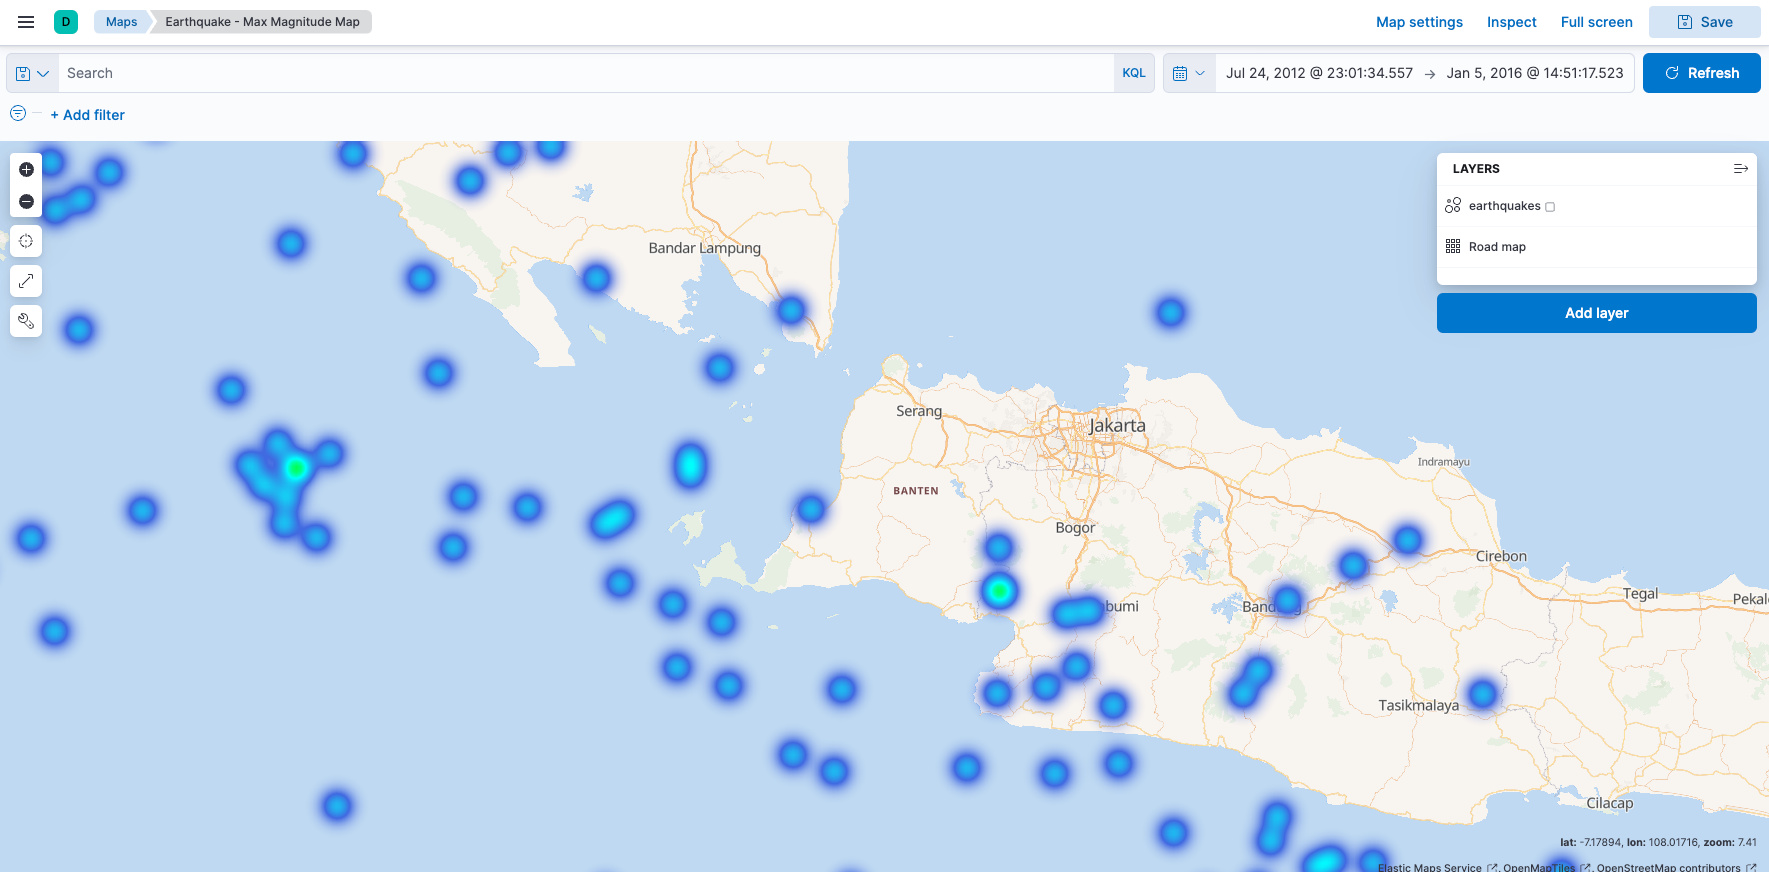 D Maps Earthquake - Max Magnitude Map Map settings Inspect Full screen Save
Search KQL Jul 24, 2012 @ 23:01:34.557 → Jan 5, 2016 @ 14:51:17.523 Refresh
+ Add filter
LAYERS
earthquakes
Road map
Add layer
Bandar Lampung
Serang
Jakarta
Indramayu
BANTEN
Bogor
Cirebon
Tegal
Tasikmalaya
Cilacap
lat: -7.17894, lon: 108.01716, zoom: 7.41
Elastic Maps Service, OpenMapTiles, OpenStreetMap contributors